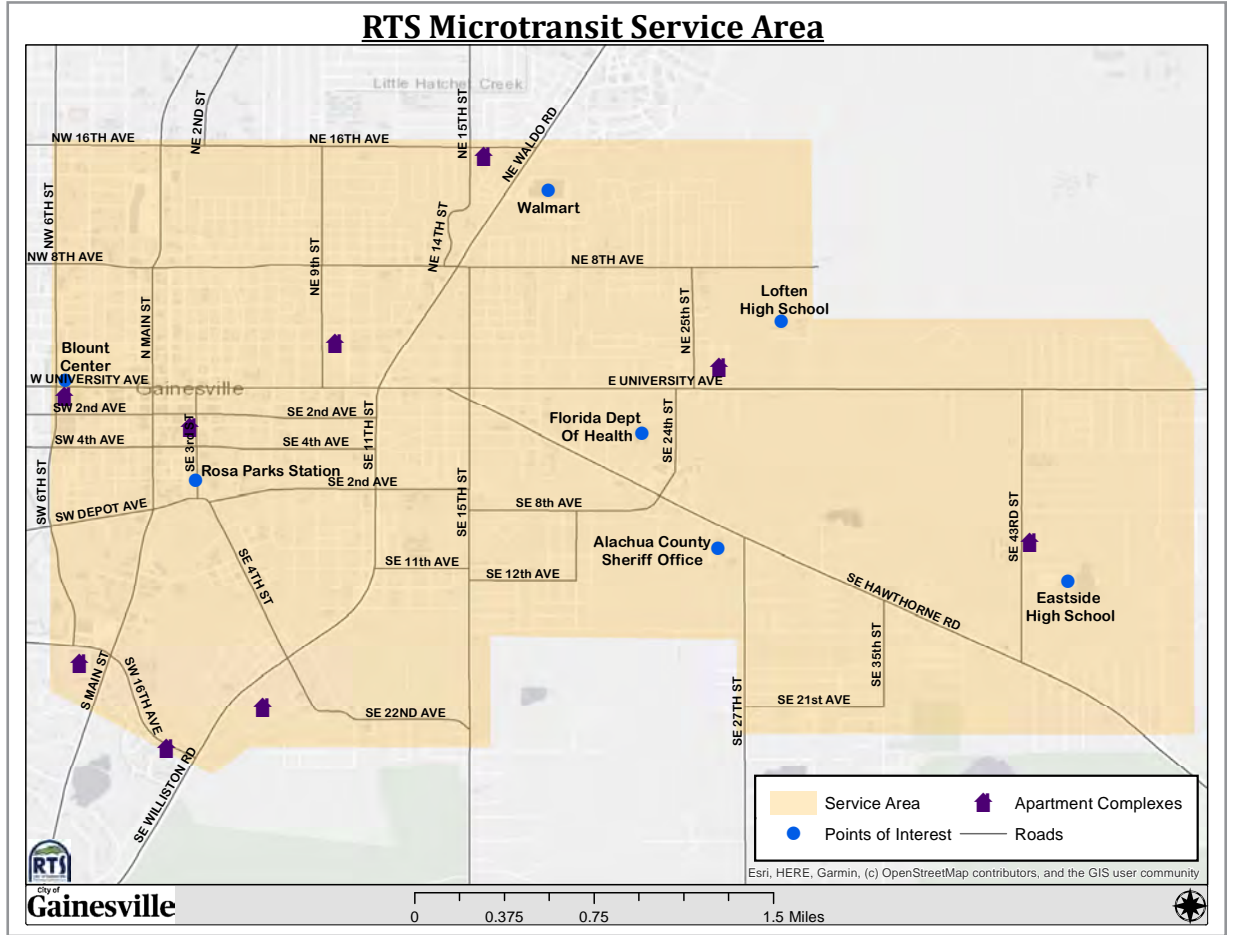 RTS Microtransit Service Area
Little Hatchet Creek
NE 2ND ST
NE 15TH ST
NE WALDO RD
NW 16TH AVE
NE 16TH AVE
NW 6TH ST
Walmart
NE 14TH ST
NE 9th ST
NW 8TH AVE
NE 8TH AVE
N MAIN ST
NE 25th ST
Loften
High School
Blount
Center
W UNIVERSITY AVE
Gainesville
E UNIVERSITY AVE
SW 2nd AVE
SE 2nd AVE
SE 3rd ST
SE 11TH ST
Florida Dept
Of Health
SE 24th ST
SW 4th AVE
SE 4th AVE
Rosa Parks Station
SE 2nd AVE
SW 6TH ST
SW DEPOT AVE
SE 15TH ST
SE 8th AVE
SE 43RD ST
Alachua County
Sheriff Office
SE 4TH ST
SE 11th AVE
SE 12th AVE
SE HAWTHORNE RD
Eastside
High School
SE 35th ST
S MAIN ST
SW 16TH AVE
SE 22ND AVE
SE 27TH ST
SE 21st AVE
SE WILLISTON RD
Service Area
Apartment Complexes
Points of Interest
Roads
Esri, HERE, Garmin, (c) OpenStreetMap contributors, and the GIS user community
RTS
City of
Gainesville
0 0.375 0.75 1.5 Miles